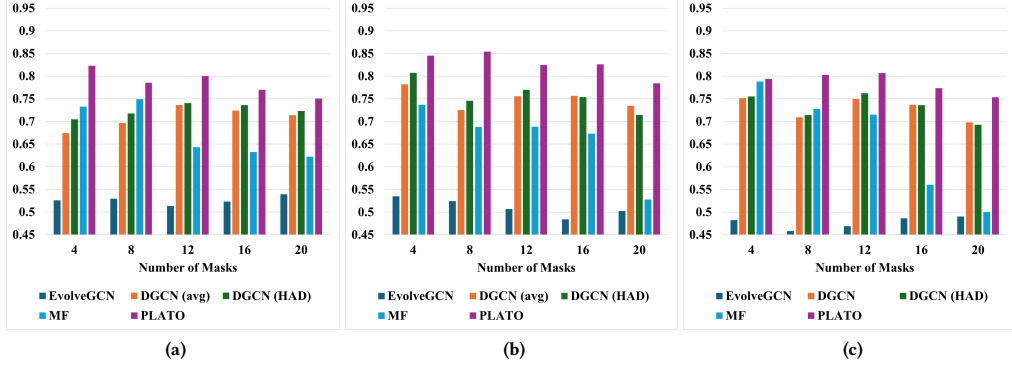 0.95
0.9
0.85
0.8
0.75
0.7
0.65
0.6
0.55
0.5
0.45
4 8 12 16 20
Number of Masks
EvolveGCN DGCN (avg) DGCN (HAD)
MF PLATO
(a)
0.95
0.9
0.85
0.8
0.75
0.7
0.65
0.6
0.55
0.5
0.45
4 8 12 16 20
Number of Masks
EvolveGCN DGCN (avg) DGCN (HAD)
MF PLATO
(b)
0.95
0.9
0.85
0.8
0.75
0.7
0.65
0.6
0.55
0.5
0.45
4 8 12 16 20
Number of Masks
EvolveGCN DGCN DGCN (HAD)
MF PLATO
(c)